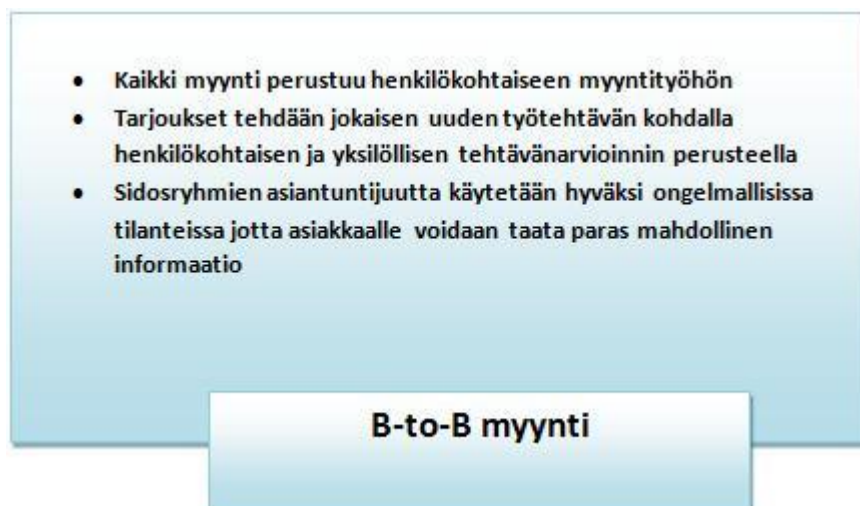 • Kaikki myynti perustuu henkilökohtaiseen myyntityöhön
• Tarjoukset tehdään jokaisen uuden työtehtävän kohdalla
henkilökohtaisen ja yksilöllisen tehtävänarvioinnin perusteella
• Sidosryhmien asiantuntijuutta käytetään hyväksi ongelmallisissa
tilanteissa jotta asiakkaalle voidaan taata paras mahdollinen
informaatio
B-to-B myynti